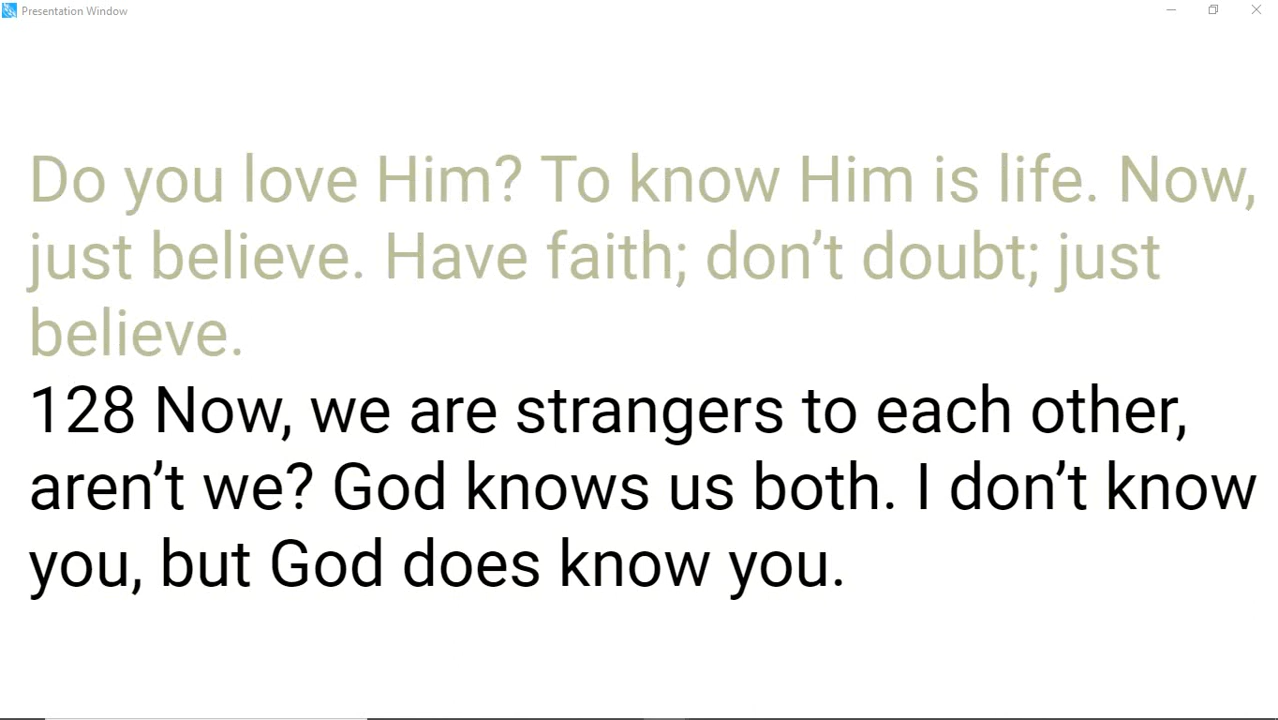 Presentation Window
Do you love Him? To know Him is life. Now,
just believe. Have faith; don’t doubt; just
believe.
128 Now, we are strangers to each other,
aren’t we? God knows us both. I don’t know
you, but God does know you.